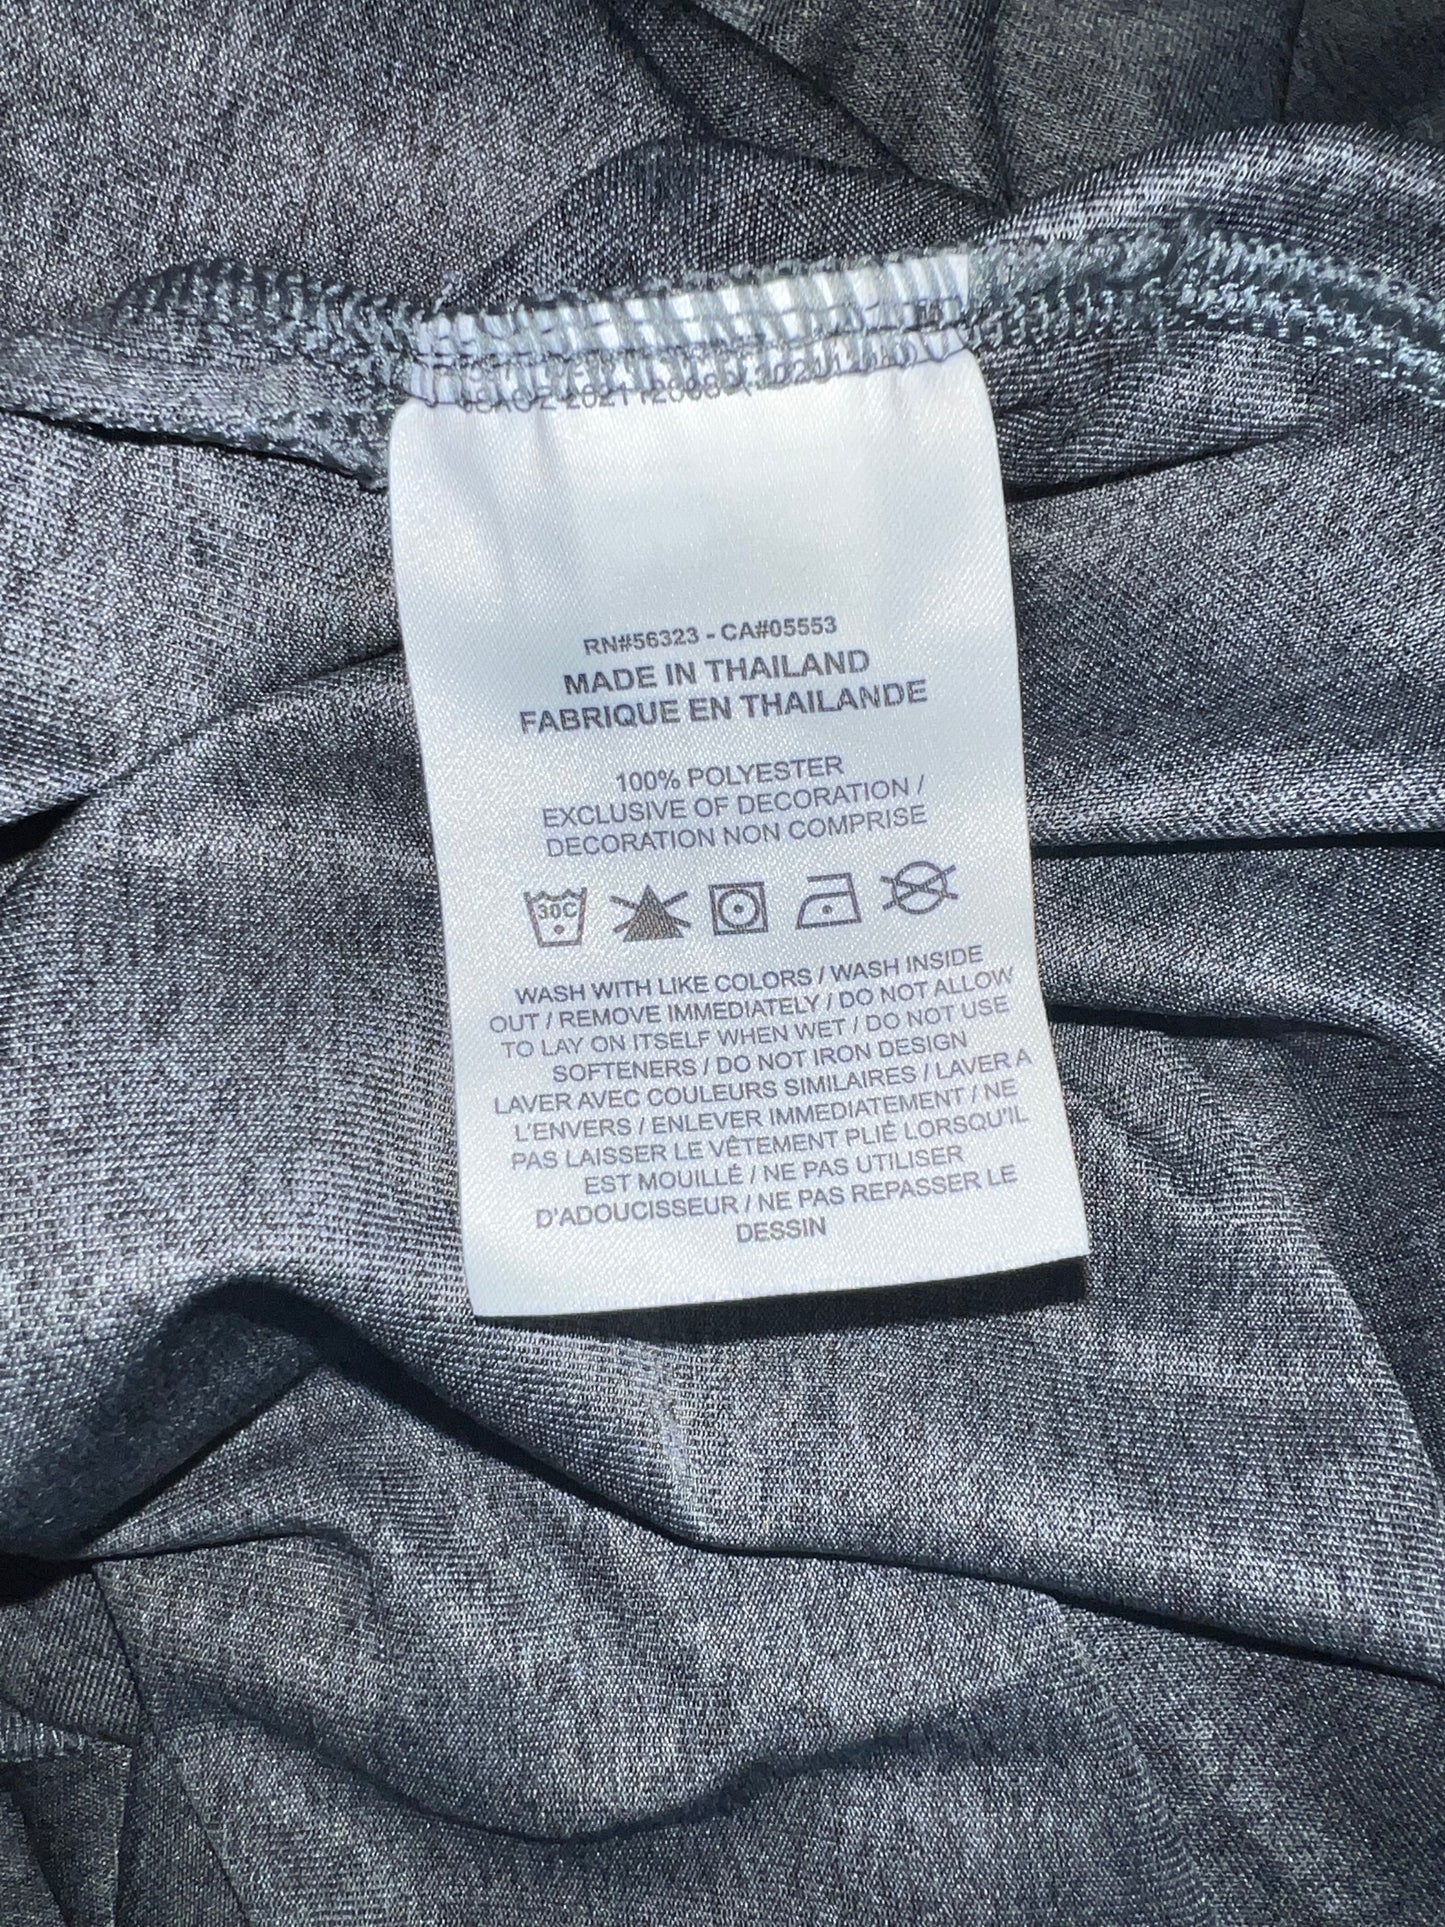 RN#56323 - CA#05553
MADE IN THAILAND
FABRIQUE EN THAILANDE
100% POLYESTER
EXCLUSIVE OF DECORATION /
DECORATION NON COMPRISE
30C
WASH WITH LIKE COLORS / WASH INSIDE
OUT / REMOVE IMMEDIATELY / DO NOT ALLOW
TO LAY ON ITSELF WHEN WET / DO NOT USE
SOFTENERS / DO NOT IRON DESIGN
LAVER AVEC COULEURS SIMILAIRES / LAVER A
L'ENVERS / ENLEVER IMMEDIATEMENT / NE
PAS LAISSER LE VÊTEMENT PLIÉ LORSQU'IL
EST MOUILLÉ / NE PAS UTILISER
D'ADOUCISSEUR / NE PAS REPASSER LE
DESSIN